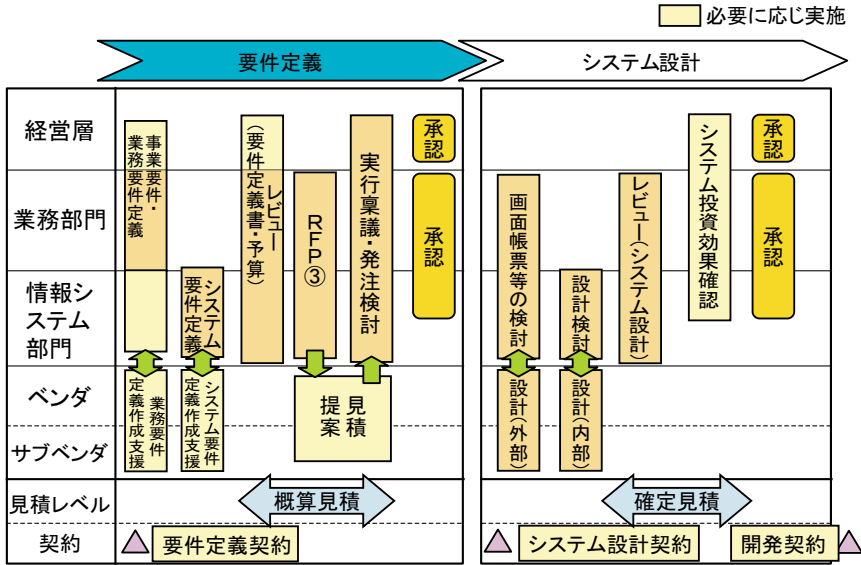 必要に応じ実施
要件定義
システム設計
経営層
業務部門
情報シ
ステム
部門
ベンダ
サブベンダ
見積レベル
契約
事業要件・
業務要件定義
業務要件
定義作成支援
システム
要件定義
システム要件
定義作成支援
レビュー
(要件定義書・予算)
RFP③
見積
提案
実行稟議・発注検討
承認
承認
概算見積
要件定義契約
画面帳票等の検討
設計(外部)
設計検討
設計(内部)
レビュー(システム設計)
システム投資効果確認
承認
承認
確定見積
システム設計契約
開発契約